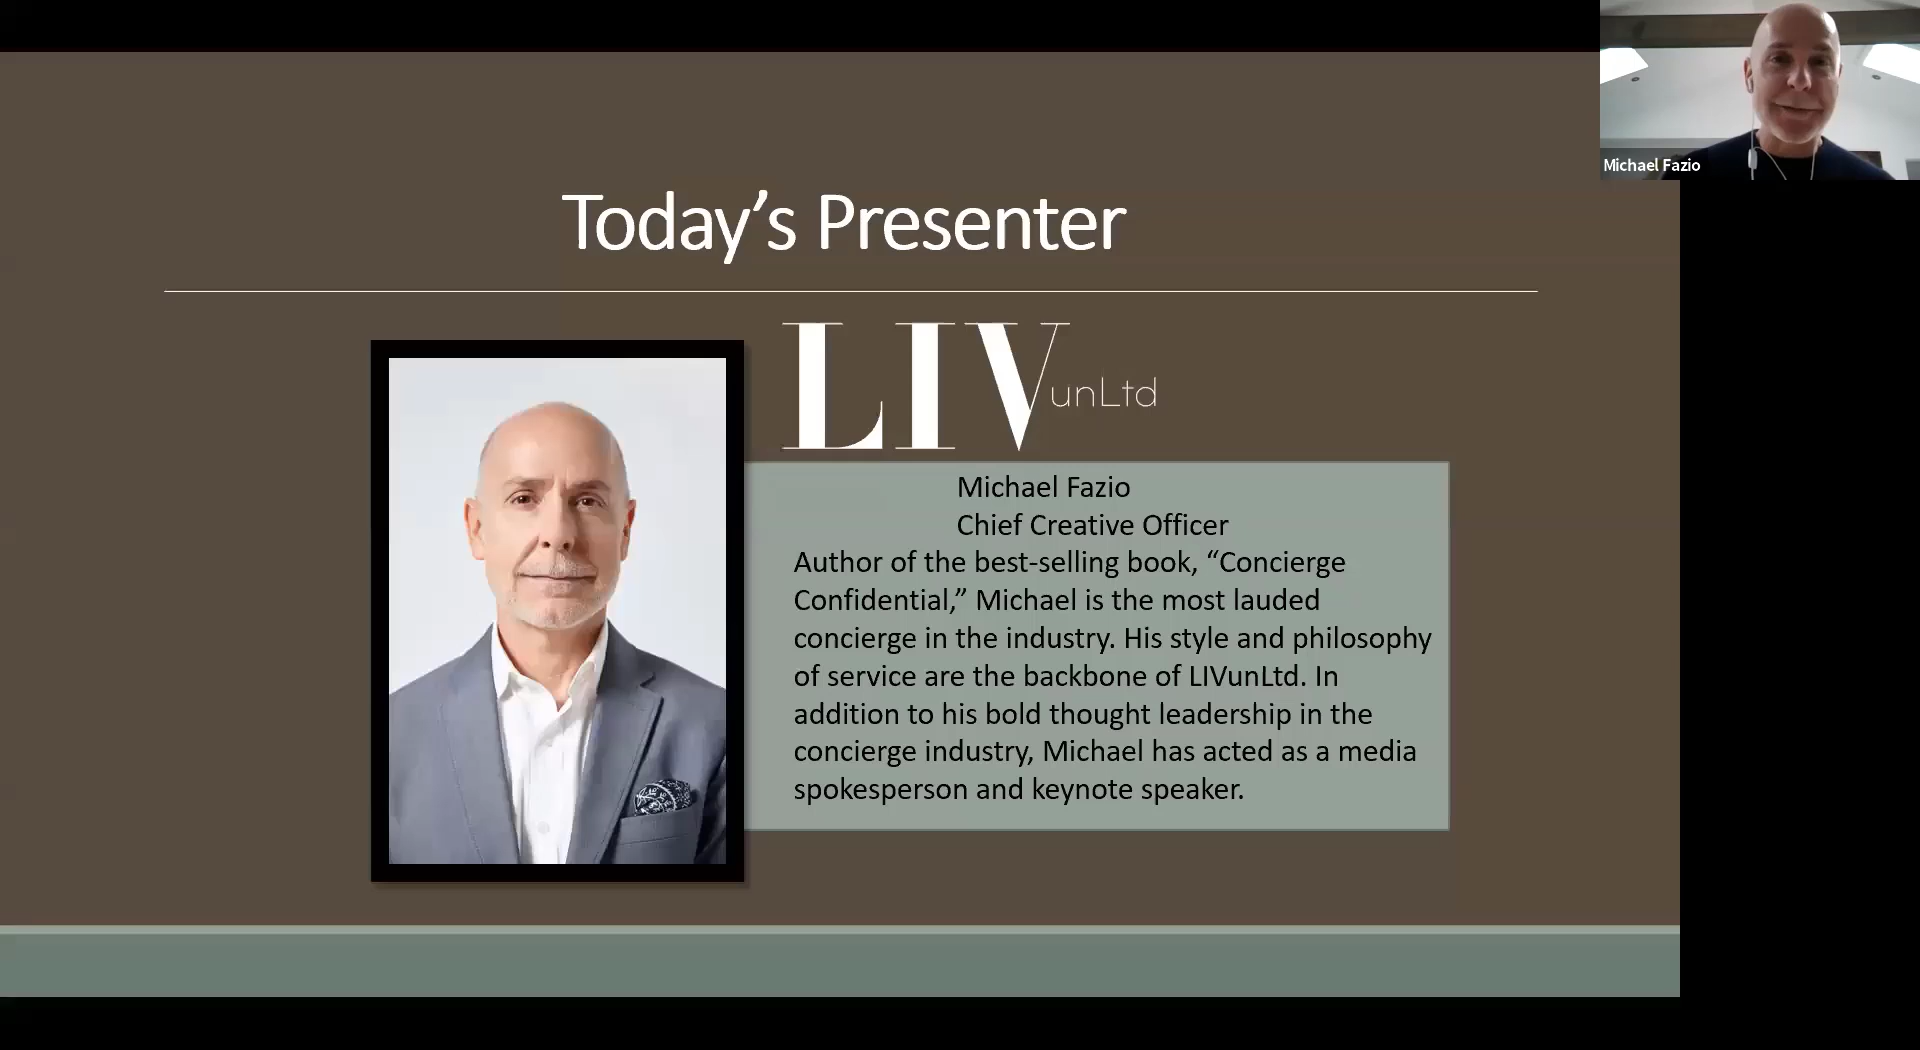 Michael Fazio
Today’s Presenter
LIV unLtd
Michael Fazio
Chief Creative Officer
Author of the best-selling book, “Concierge
Confidential,” Michael is the most lauded
concierge in the industry. His style and philosophy
of service are the backbone of LIVunLtd. In
addition to his bold thought leadership in the
concierge industry, Michael has acted as a media
spokesperson and keynote speaker.